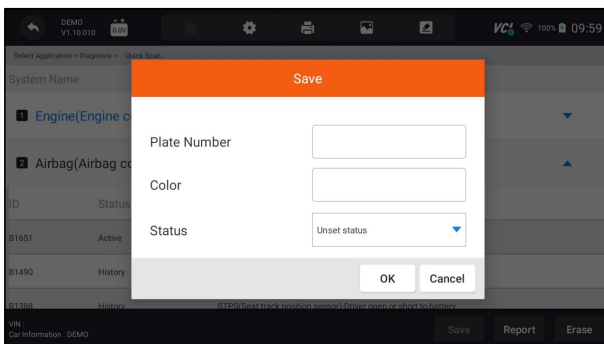 DEMO
V1.10.010
0.0V
VC!
100%
09:59
Select Application > Diagnosis > Quick Scan
System Name
Save
1 Engine(Engine c
Plate Number
2 Airbag(Airbag co
Color
ID
Status
Status
Unset status
B1651
Active
B1490
History
OK
Cancel
B1388
History
STPS(Seat track position sensor)-Driver open or short to battery
VIN :
Car Information : DEMO
Save
Report
Erase